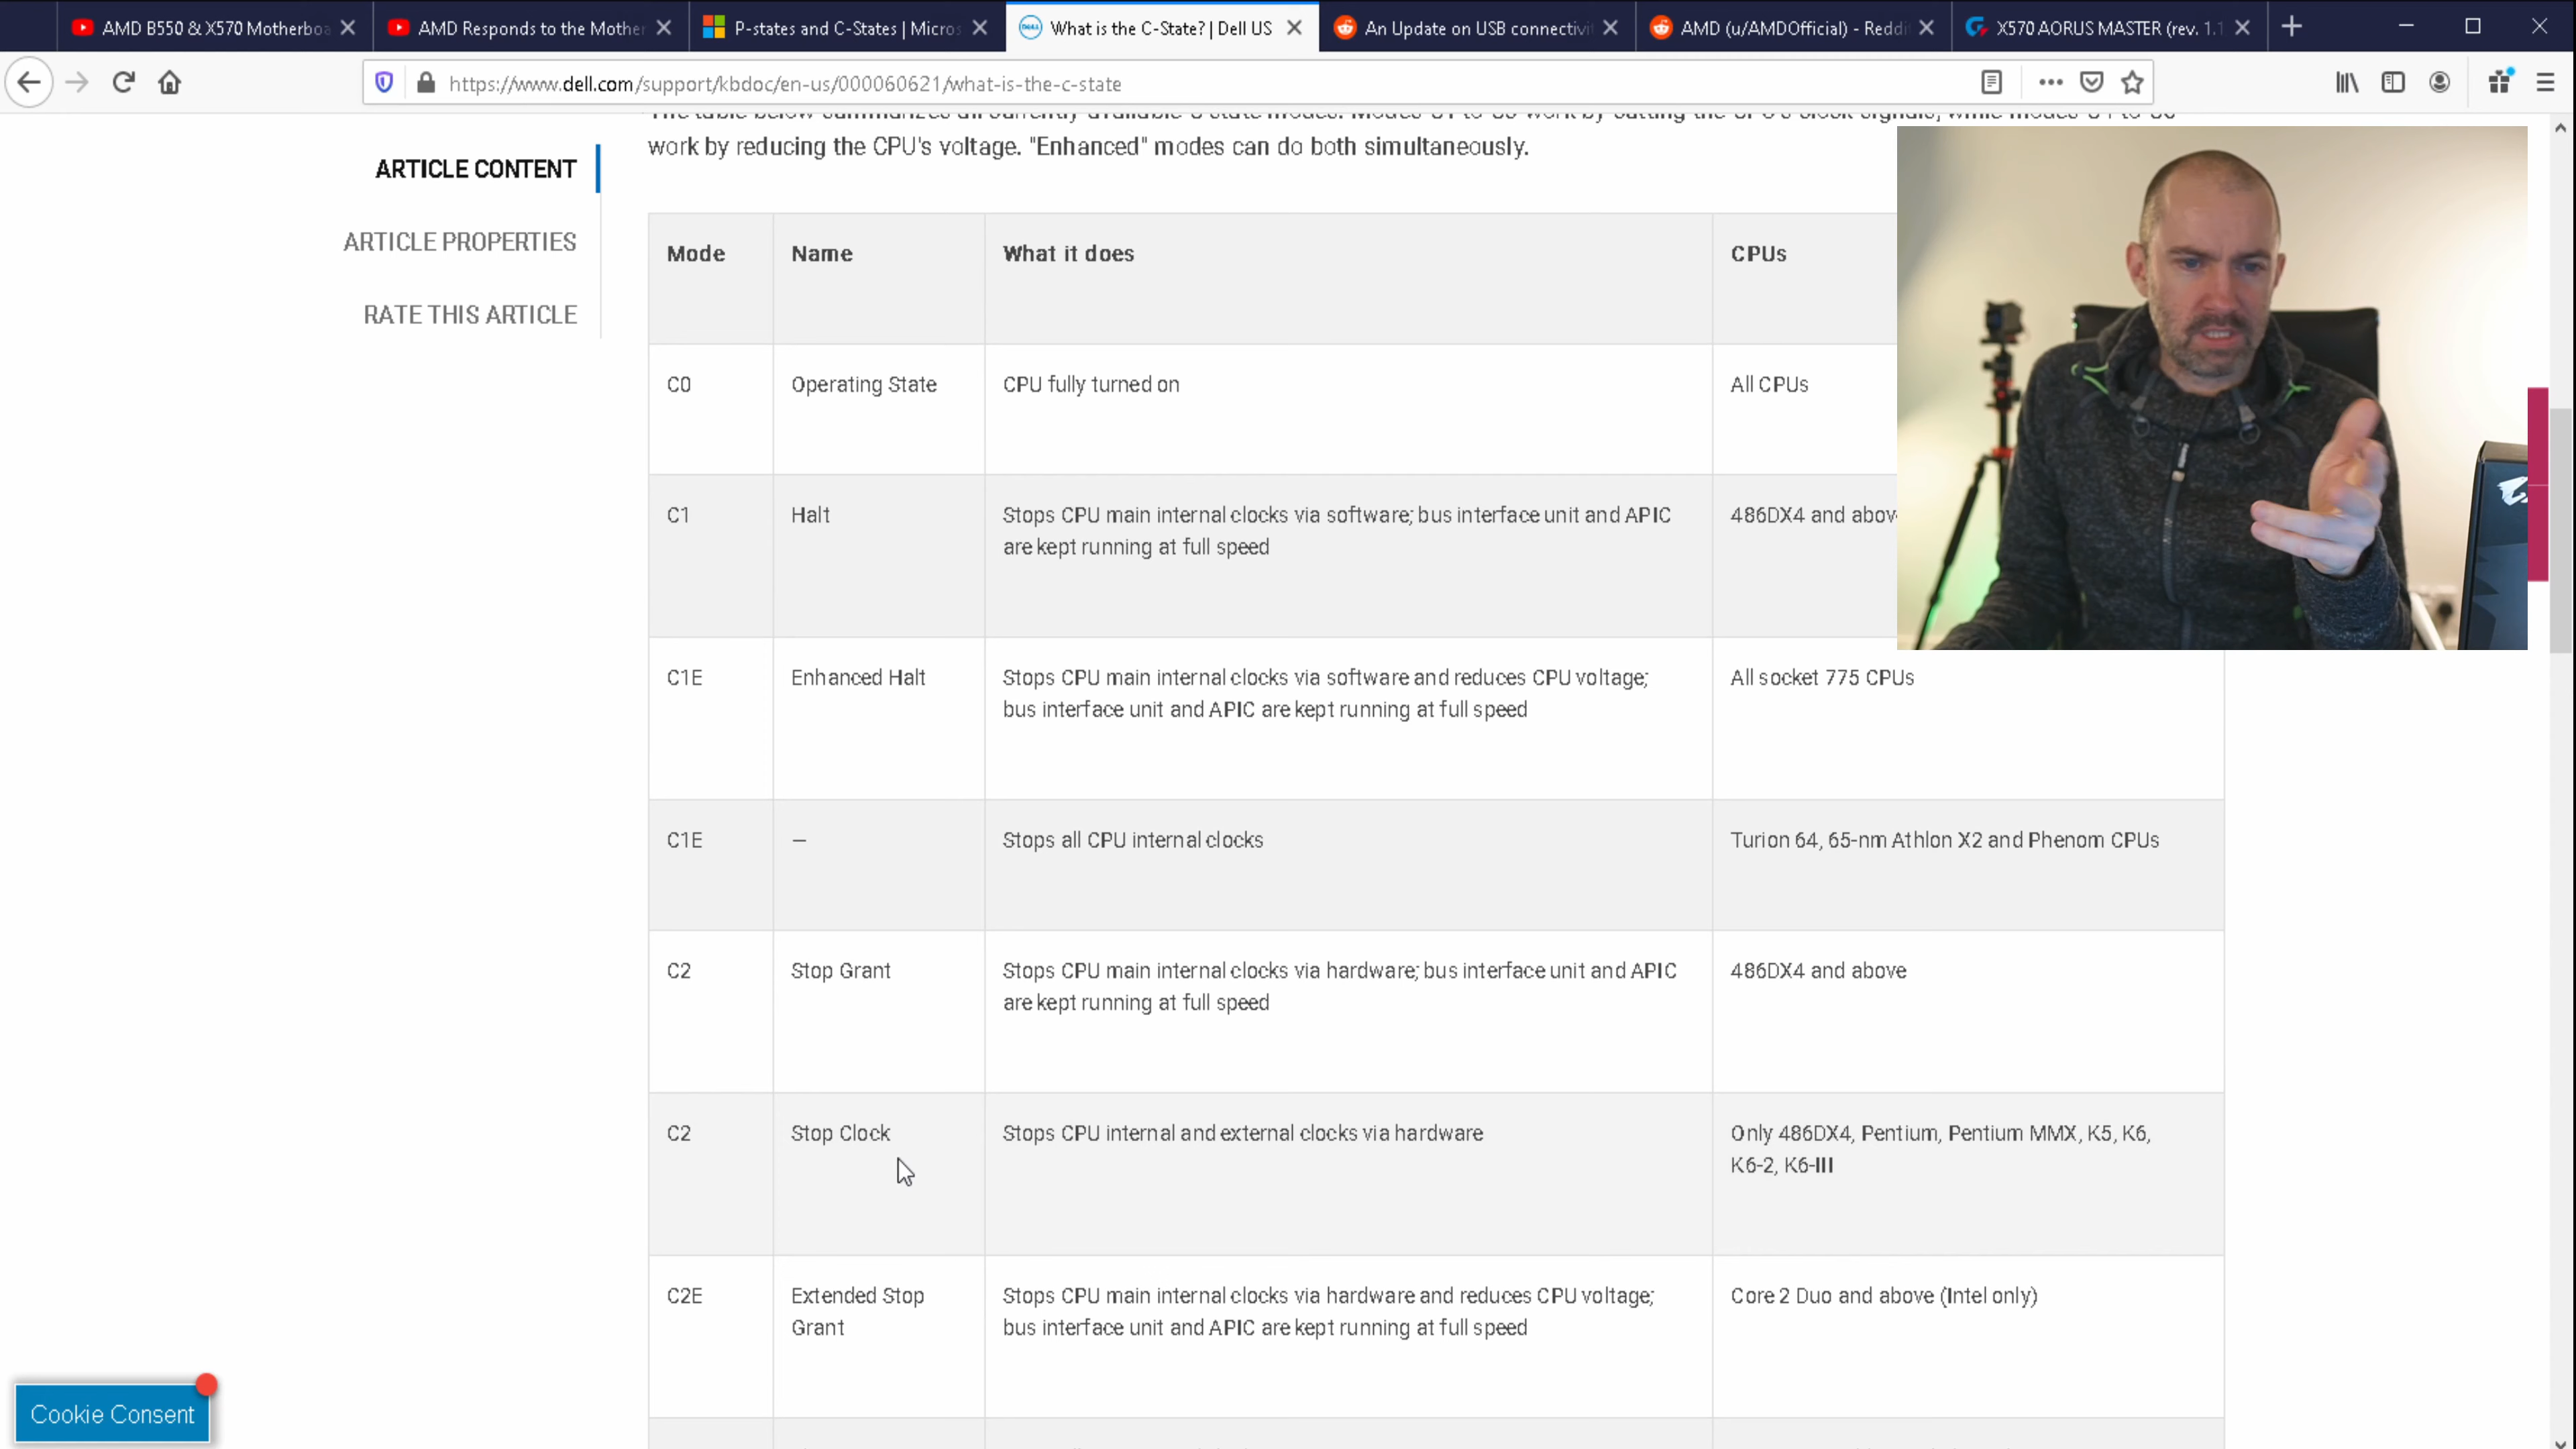 AMD B550 & X570 Motherboa
AMD Responds to the Mother
P-states and C-States | Micros
What is the C-State? | Dell US
An Update on USB connectivi
AMD (u/AMDOfficial) - Reddi
X570 AORUS MASTER (rev. 1.1
https://www.dell.com/support/kbdoc/en-us/000060621/what-is-the-c-state
work by reducing the CPU's voltage. "Enhanced" modes can do both simultaneously.
ARTICLE CONTENT
ARTICLE PROPERTIES
RATE THIS ARTICLE
Mode Name What it does CPUs
C0 Operating State CPU fully turned on All CPUs
C1 Halt Stops CPU main internal clocks via software; bus interface unit and APIC 486DX4 and abov
are kept running at full speed
C1E Enhanced Halt Stops CPU main internal clocks via software and reduces CPU voltage; All socket 775 CPUs
bus interface unit and APIC are kept running at full speed
C1E — Stops all CPU internal clocks Turion 64, 65-nm Athlon X2 and Phenom CPUs
C2 Stop Grant Stops CPU main internal clocks via hardware; bus interface unit and APIC 486DX4 and above
are kept running at full speed
C2 Stop Clock Stops CPU internal and external clocks via hardware Only 486DX4, Pentium, Pentium MMX, K5, K6,
K6-2, K6-III
C2E Extended Stop Stops CPU main internal clocks via hardware and reduces CPU voltage; Core 2 Duo and above (Intel only)
Grant bus interface unit and APIC are kept running at full speed
Cookie Consent